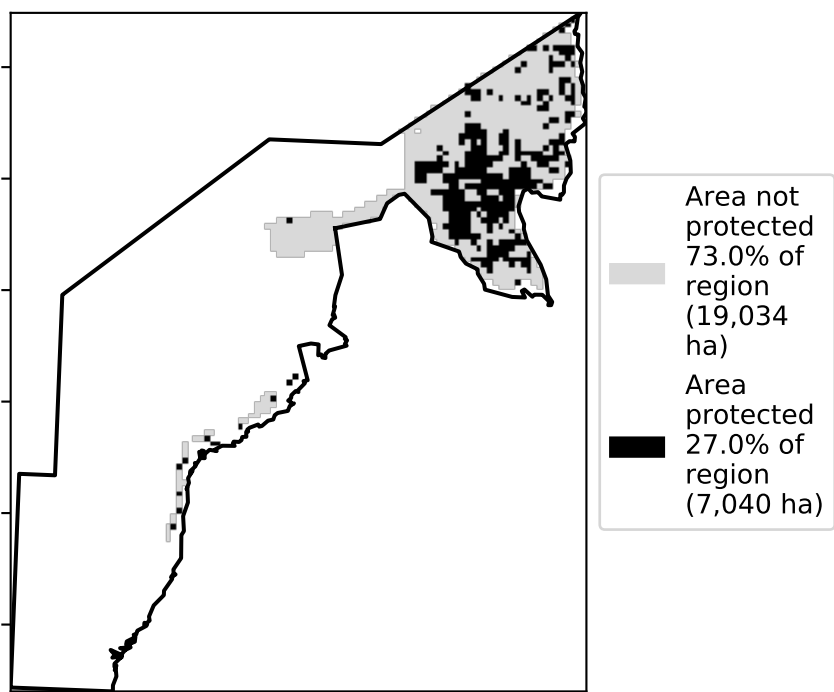 Area not
protected
73.0% of
region
(19,034
ha)
Area
protected
27.0% of
region
(7,040 ha)